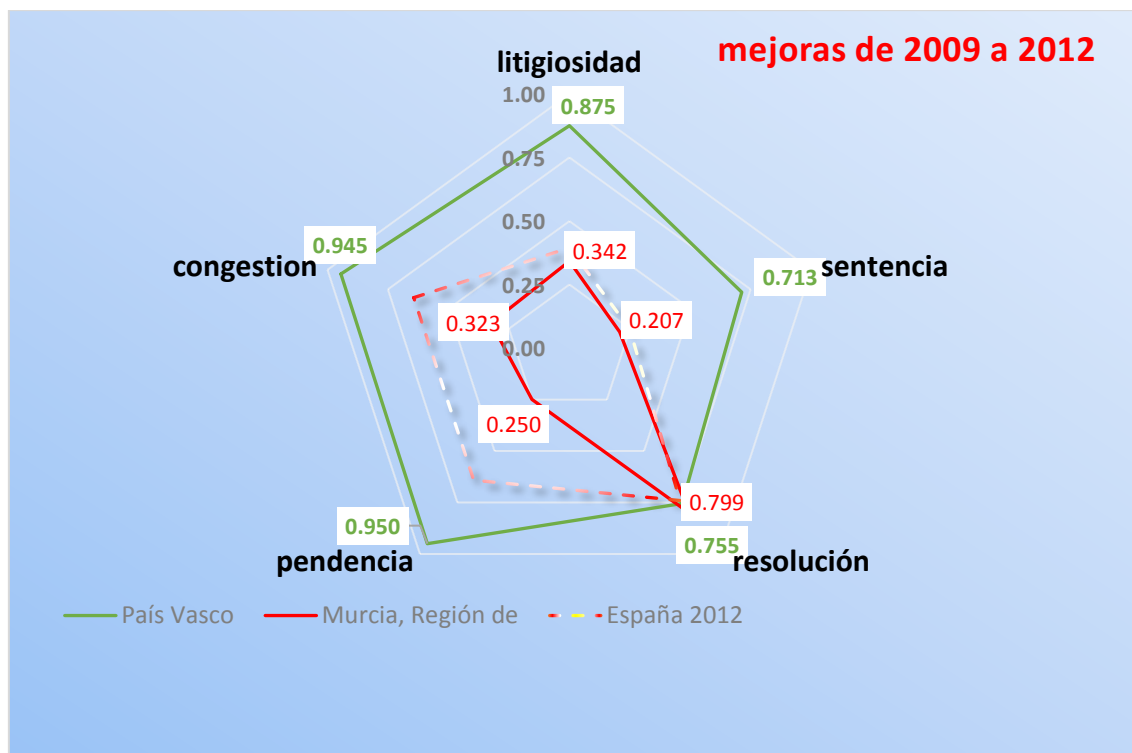 mejoras de 2009 a 2012
litigiosidad
1.00
0.875
0.75
0.50
0.945
congestion
0.342
sentencia
0.713
0.25
0.323
0.207
0.00
0.250
0.799
0.950
0.755
pendencia
resolución
País Vasco
Murcia, Región de
España 2012